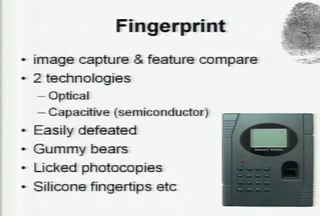 Fingerprint
• image capture & feature compare
• 2 technologies
– Optical
– Capacitive (semiconductor)
• Easily defeated
• Gummy bears
• Licked photocopies
• Silicone fingertips etc